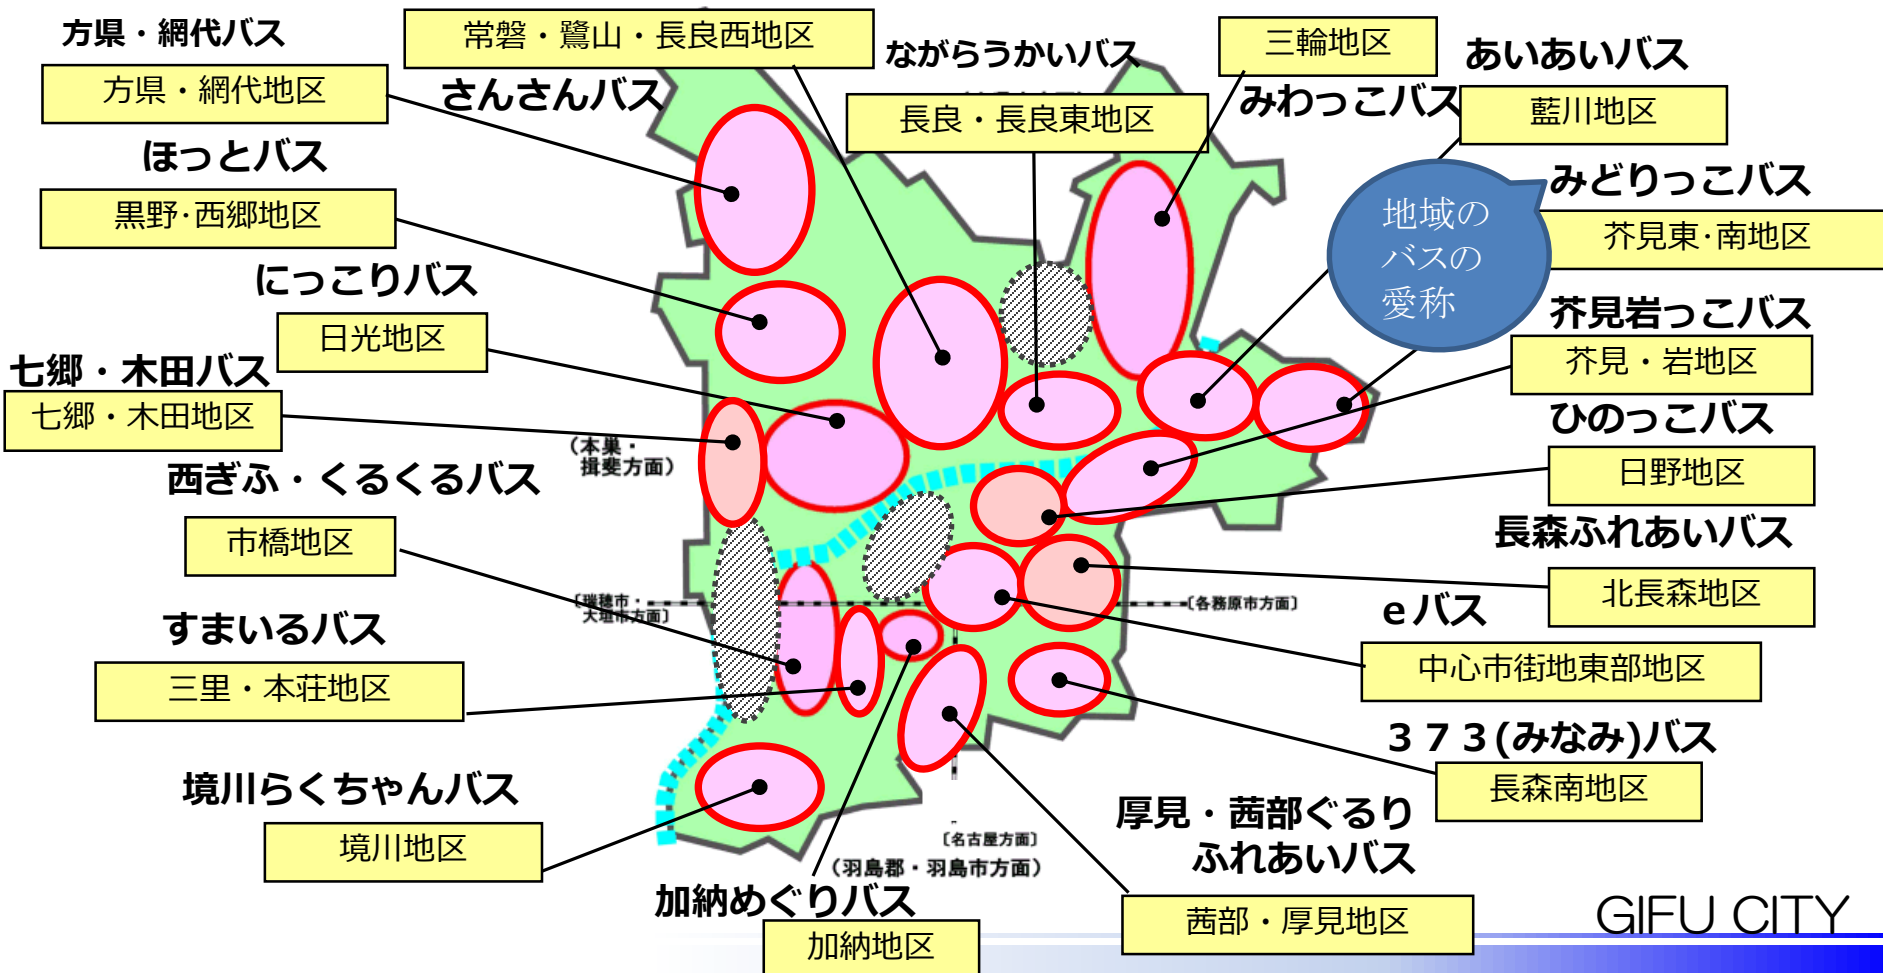 方県・網代バス
方県・網代地区
常磐・鷺山・長良西地区
さんさんバス
ながらうかいバス
長良・長良東地区
三輪地区
みわっこバス
あいあいバス
藍川地区
ほっとバス
黒野・西郷地区
みどりっこバス
芥見東・南地区
地域の
バスの
愛称
にっこりバス
日光地区
芥見岩っこバス
芥見・岩地区
七郷・木田バス
七郷・木田地区
ひのっこバス
日野地区
（本巣・
揖斐方面）
西ぎふ・くるくるバス
市橋地区
長森ふれあいバス
北長森地区
〔瑞穂市・
大垣市方面〕
〔各務原市方面〕
すまいるバス
三里・本荘地区
eバス
中心市街地東部地区
３７３(みなみ)バス
長森南地区
境川らくちゃんバス
境川地区
〔名古屋方面〕
（羽島郡・羽島市方面）
厚見・茜部ぐるり
ふれあいバス
茜部・厚見地区
加納めぐりバス
加納地区
GIFU CITY